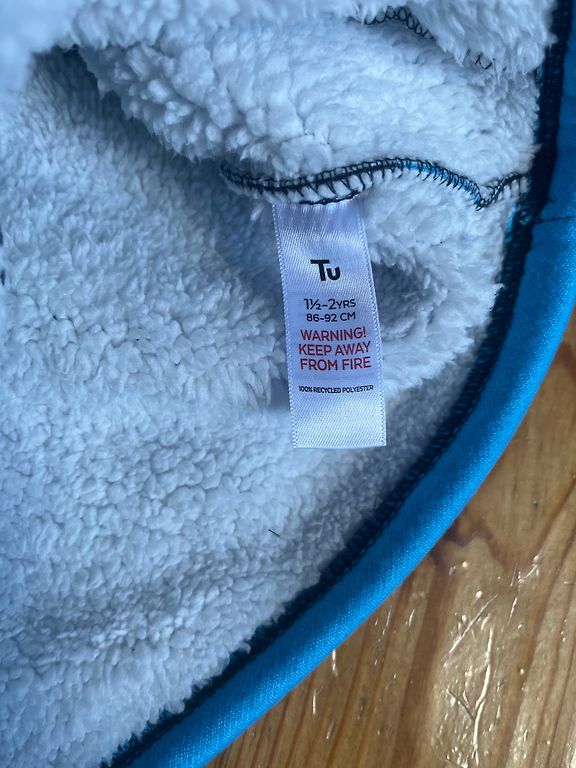 Tu
1½-2YRS
86-92 CM
WARNING!
KEEP AWAY
FROM FIRE
100% RECYCLED POLYESTER